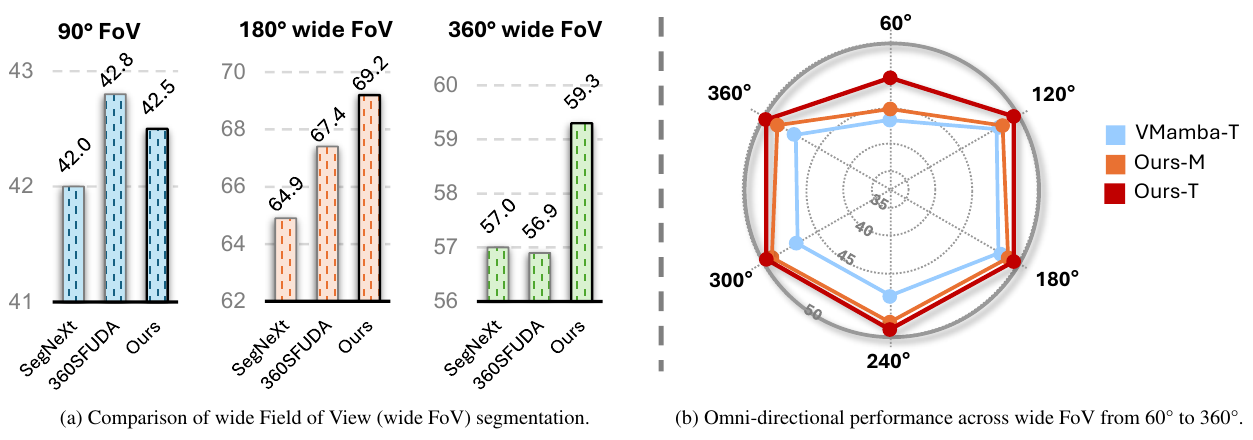 90° FoV
180° wide FoV
360° wide FoV
43
42
41
42.0
42.8
42.5
SegNeXt
360SFUDA
Ours
70
68
66
64
62
64.9
67.4
69.2
SegNeXt
360SFUDA
Ours
60
59
58
57
56
57.0
56.9
59.3
SegNeXt
360SFUDA
Ours
(a) Comparison of wide Field of View (wide FoV) segmentation.
60°
120°
180°
240°
300°
360°
35
40
45
50
VMamba-T
Ours-M
Ours-T
(b) Omni-directional performance across wide FoV from 60° to 360°.